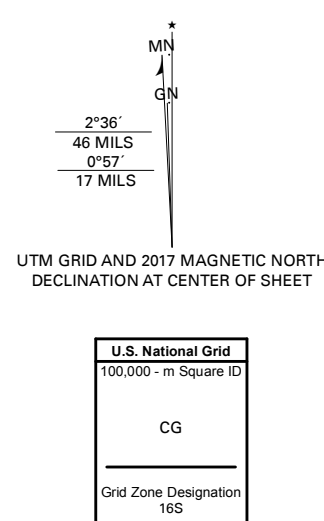 MN
GN
2°36´
46 MILS
0°57´
17 MILS
UTM GRID AND 2017 MAGNETIC NORTH
DECLINATION AT CENTER OF SHEET
U.S. National Grid
100,000 - m Square ID
CG
Grid Zone Designation
16S